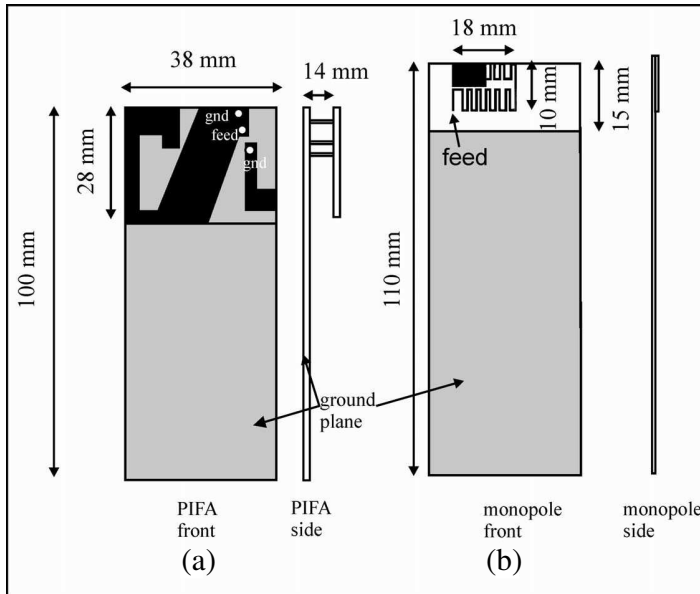 38 mm
14 mm
gnd
feed
gnd
28 mm
100 mm
ground
plane
PIFA
front
PIFA
side
(a)
18 mm
10 mm
15 mm
feed
110 mm
monopole
front
monopole
side
(b)